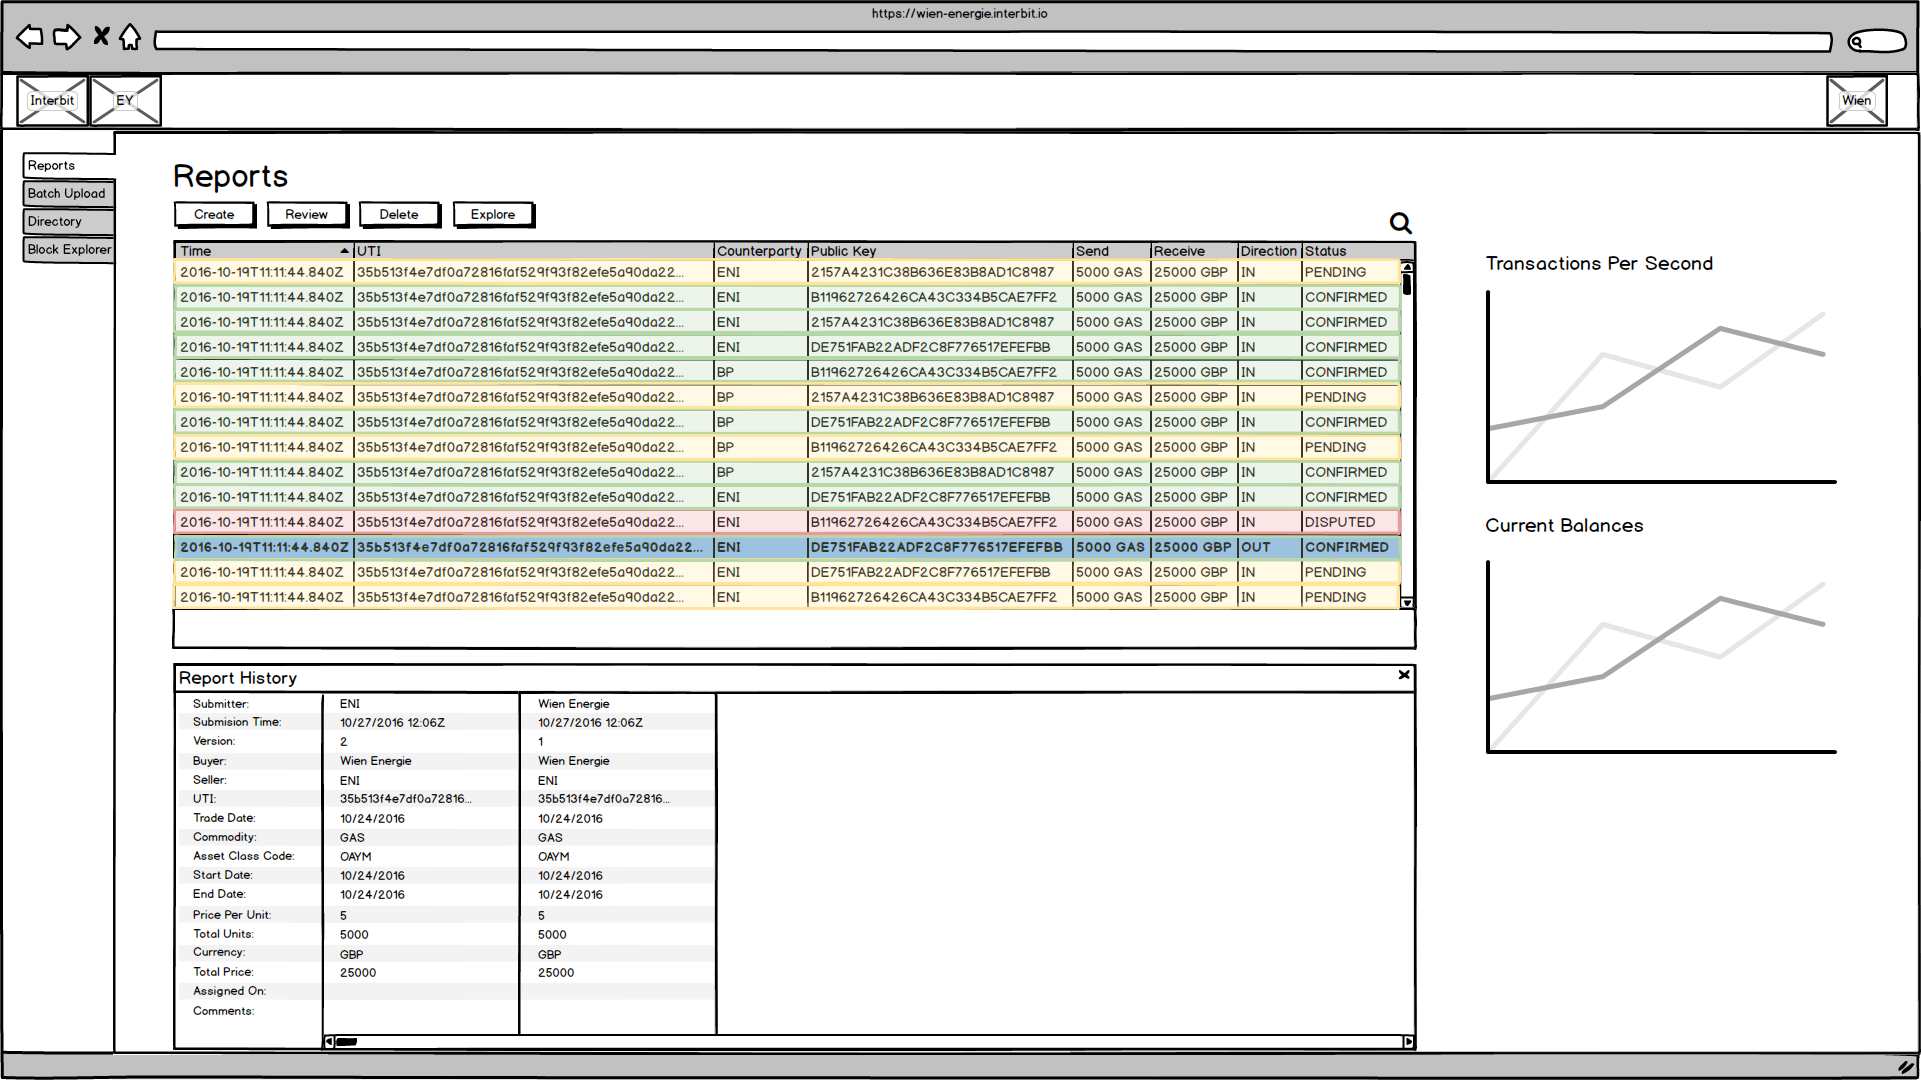 https://wien-energie.interbit.io
Interbit EY Wien
Reports
Batch Upload
Directory
Block Explorer
Reports
Create Review Delete Explore
Time UTI Counterparty Public Key Send Receive Direction Status
2016-10-19T11:11:44.840Z 35b513f4e7df0a72816faf529f93f82efe5a90da22... ENI 2157A4231C38B636E83B8AD1C8987 5000 GAS 25000 GBP IN PENDING
2016-10-19T11:11:44.840Z 35b513f4e7df0a72816faf529f93f82efe5a90da22... ENI B11962726426CA43C334B5CAE7FF2 5000 GAS 25000 GBP IN CONFIRMED
2016-10-19T11:11:44.840Z 35b513f4e7df0a72816faf529f93f82efe5a90da22... ENI 2157A4231C38B636E83B8AD1C8987 5000 GAS 25000 GBP IN CONFIRMED
2016-10-19T11:11:44.840Z 35b513f4e7df0a72816faf529f93f82efe5a90da22... ENI DE751FAB22ADF2C8F776517EFEFBB 5000 GAS 25000 GBP IN CONFIRMED
2016-10-19T11:11:44.840Z 35b513f4e7df0a72816faf529f93f82efe5a90da22... BP B11962726426CA43C334B5CAE7FF2 5000 GAS 25000 GBP IN CONFIRMED
2016-10-19T11:11:44.840Z 35b513f4e7df0a72816faf529f93f82efe5a90da22... BP 2157A4231C38B636E83B8AD1C8987 5000 GAS 25000 GBP IN PENDING
2016-10-19T11:11:44.840Z 35b513f4e7df0a72816faf529f93f82efe5a90da22... BP DE751FAB22ADF2C8F776517EFEFBB 5000 GAS 25000 GBP IN CONFIRMED
2016-10-19T11:11:44.840Z 35b513f4e7df0a72816faf529f93f82efe5a90da22... BP B11962726426CA43C334B5CAE7FF2 5000 GAS 25000 GBP IN PENDING
2016-10-19T11:11:44.840Z 35b513f4e7df0a72816faf529f93f82efe5a90da22... BP 2157A4231C38B636E83B8AD1C8987 5000 GAS 25000 GBP IN CONFIRMED
2016-10-19T11:11:44.840Z 35b513f4e7df0a72816faf529f93f82efe5a90da22... ENI DE751FAB22ADF2C8F776517EFEFBB 5000 GAS 25000 GBP IN CONFIRMED
2016-10-19T11:11:44.840Z 35b513f4e7df0a72816faf529f93f82efe5a90da22... ENI B11962726426CA43C334B5CAE7FF2 5000 GAS 25000 GBP IN DISPUTED
2016-10-19T11:11:44.840Z 35b513f4e7df0a72816faf529f93f82efe5a90da22... ENI DE751FAB22ADF2C8F776517EFEFBB 5000 GAS 25000 GBP OUT CONFIRMED
2016-10-19T11:11:44.840Z 35b513f4e7df0a72816faf529f93f82efe5a90da22... ENI DE751FAB22ADF2C8F776517EFEFBB 5000 GAS 25000 GBP IN PENDING
2016-10-19T11:11:44.840Z 35b513f4e7df0a72816faf529f93f82efe5a90da22... ENI B11962726426CA43C334B5CAE7FF2 5000 GAS 25000 GBP IN PENDING
Report History
Submitter: ENI Wien Energie
Submision Time: 10/27/2016 12:06Z 10/27/2016 12:06Z
Version: 2 1
Buyer: Wien Energie Wien Energie
Seller: ENI ENI
UTI: 35b513f4e7df0a72816... 35b513f4e7df0a72816...
Trade Date: 10/24/2016 10/24/2016
Commodity: GAS GAS
Asset Class Code: OAYM OAYM
Start Date: 10/24/2016 10/24/2016
End Date: 10/24/2016 10/24/2016
Price Per Unit: 5 5
Total Units: 5000 5000
Currency: GBP GBP
Total Price: 25000 25000
Assigned On:
Comments:
Transactions Per Second
Current Balances